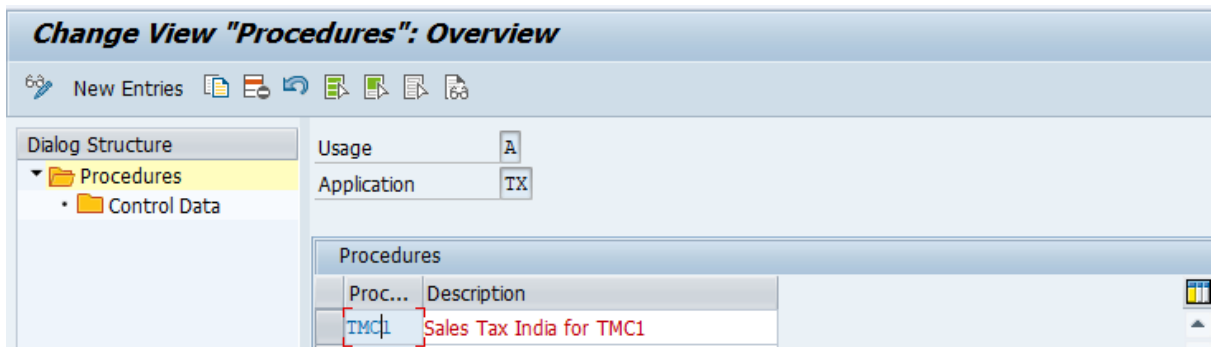 Change View "Procedures": Overview
New Entries
Dialog Structure
Procedures
Control Data
Usage A
Application TX
Procedures
Proc... Description
TMC1 Sales Tax India for TMC1